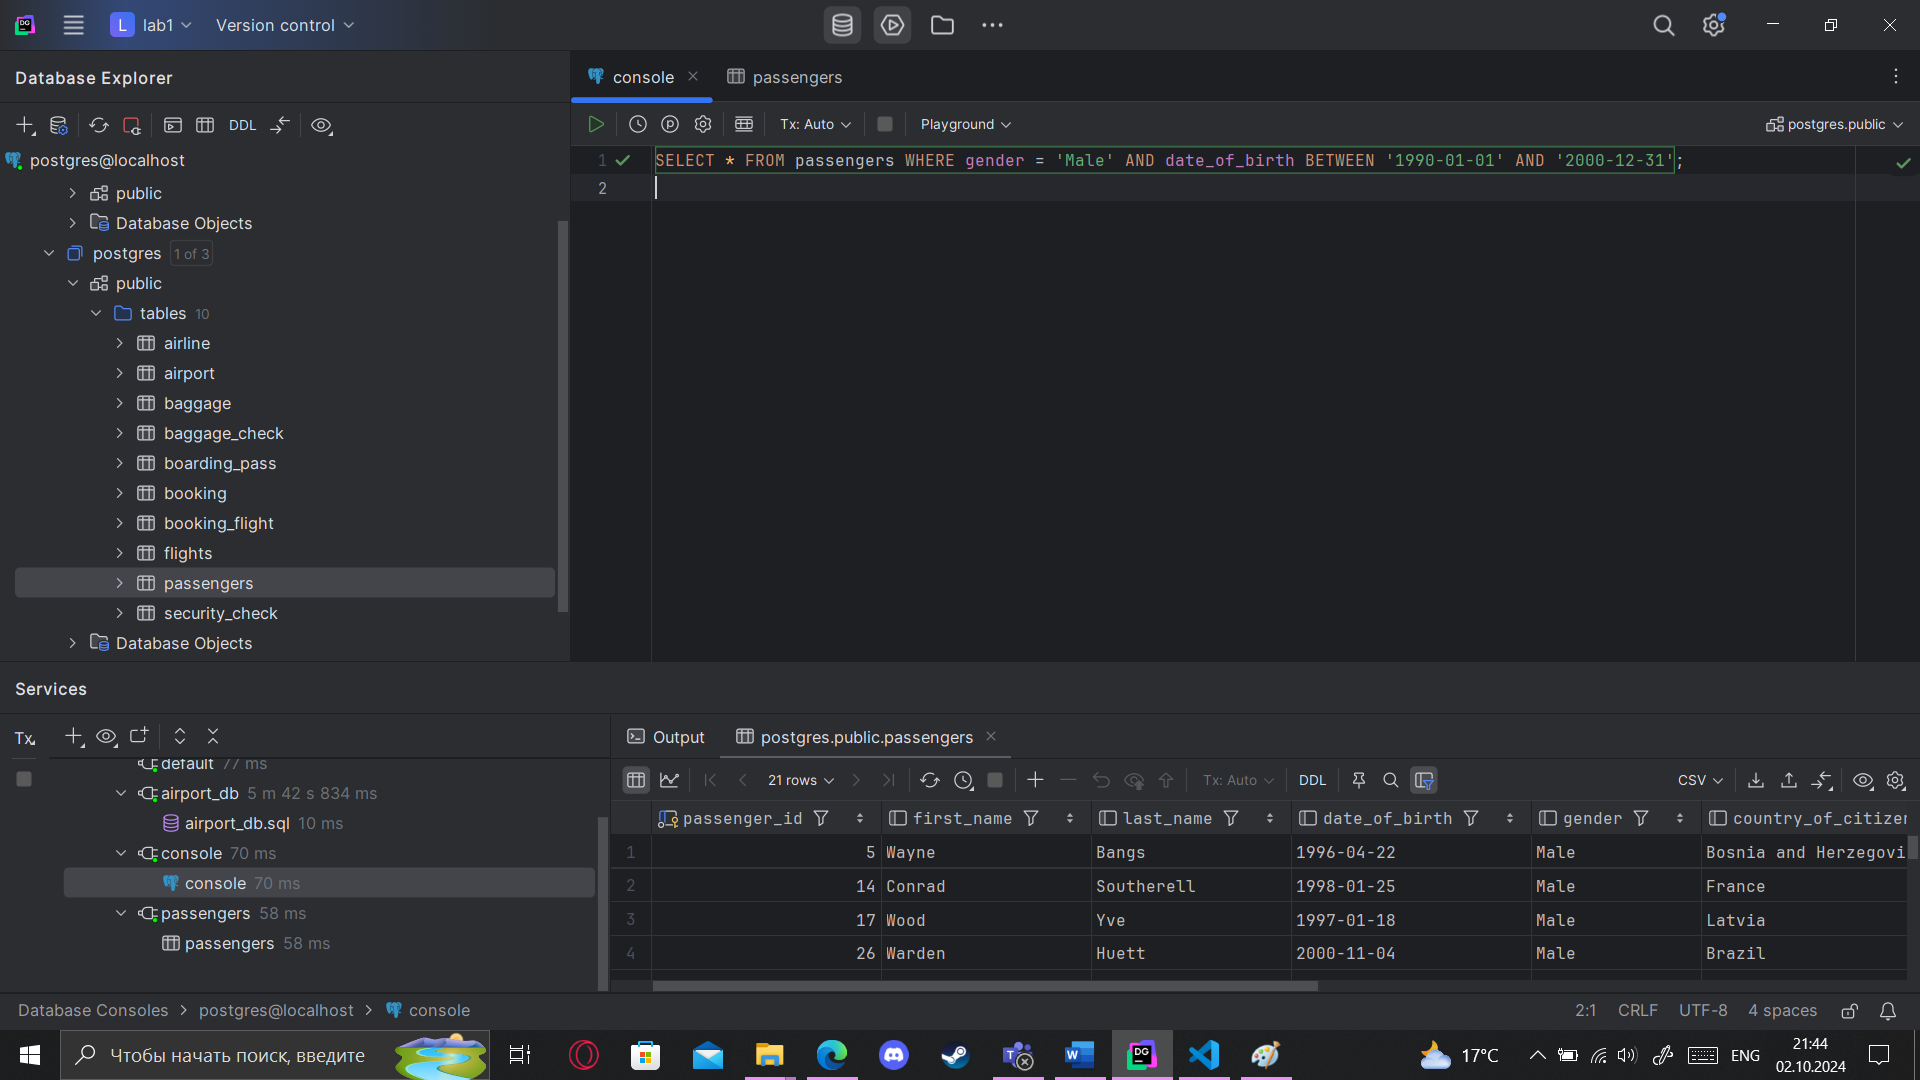 L lab1 Version control
Database Explorer
console passengers
DDL
Tx: Auto Playground postgres.public
postgres@localhost
public
Database Objects
postgres 1 of 3
public
tables 10
airline
airport
baggage
baggage_check
boarding_pass
booking
booking_flight
flights
passengers
security_check
Database Objects
1 SELECT * FROM passengers WHERE gender = 'Male' AND date_of_birth BETWEEN '1990-01-01' AND '2000-12-31';
2
Services
Tx
default 77 ms
airport_db 5 m 42 s 834 ms
airport_db.sql 10 ms
console 70 ms
console 70 ms
passengers 58 ms
passengers 58 ms
Output postgres.public.passengers
21 rows Tx: Auto DDL CSV
passenger_id first_name last_name date_of_birth gender country_of_citizen
1 5 Wayne Bangs 1996-04-22 Male Bosnia and Herzegovi
2 14 Conrad Southerell 1998-01-25 Male France
3 17 Wood Yve 1997-01-18 Male Latvia
4 26 Warden Huett 2000-11-04 Male Brazil
Database Consoles > postgres@localhost > console
2:1 CRLF UTF-8 4 spaces
Чтобы начать поиск, введите
17°C ENG
21:44
02.10.2024